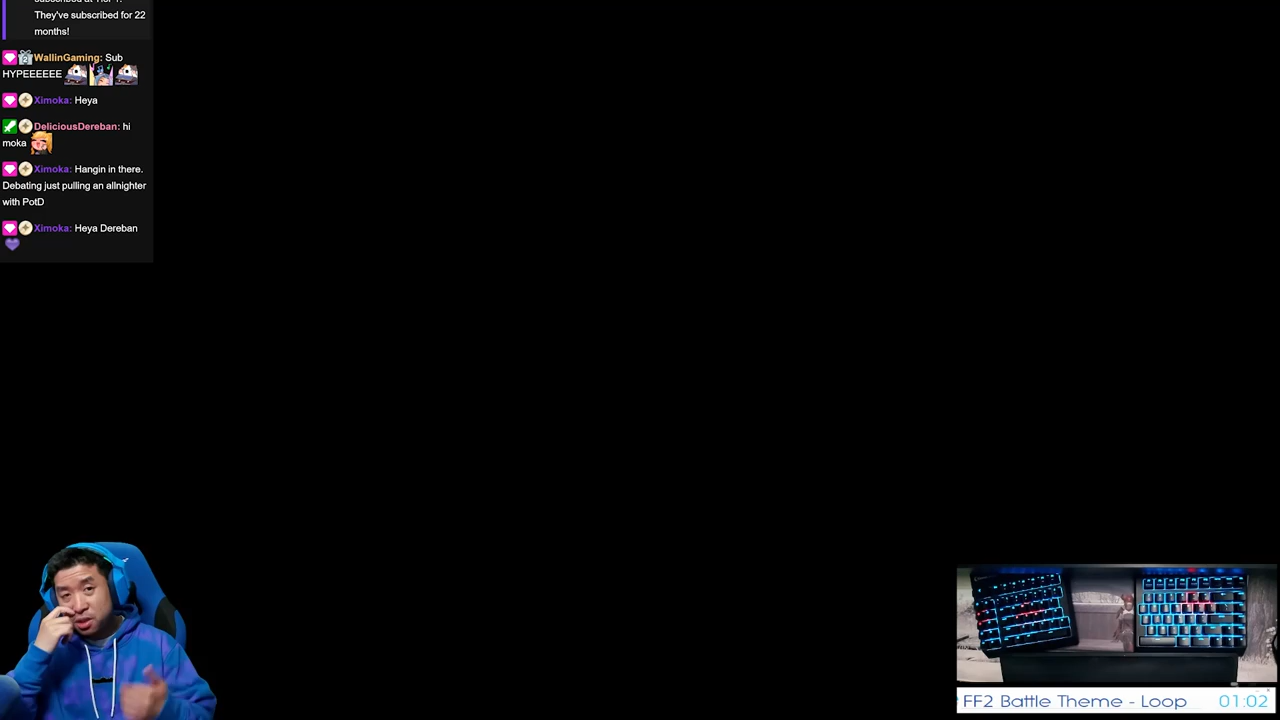 They've subscribed for 22
months!
WallinGaming: Sub
HYPEEEEEE
Ximoka: Heya
DeliciousDereban: hi
moka
Ximoka: Hangin in there.
Debating just pulling an allnighter
with PotD
Ximoka: Heya Dereban
FF2 Battle Theme - Loop 01:02